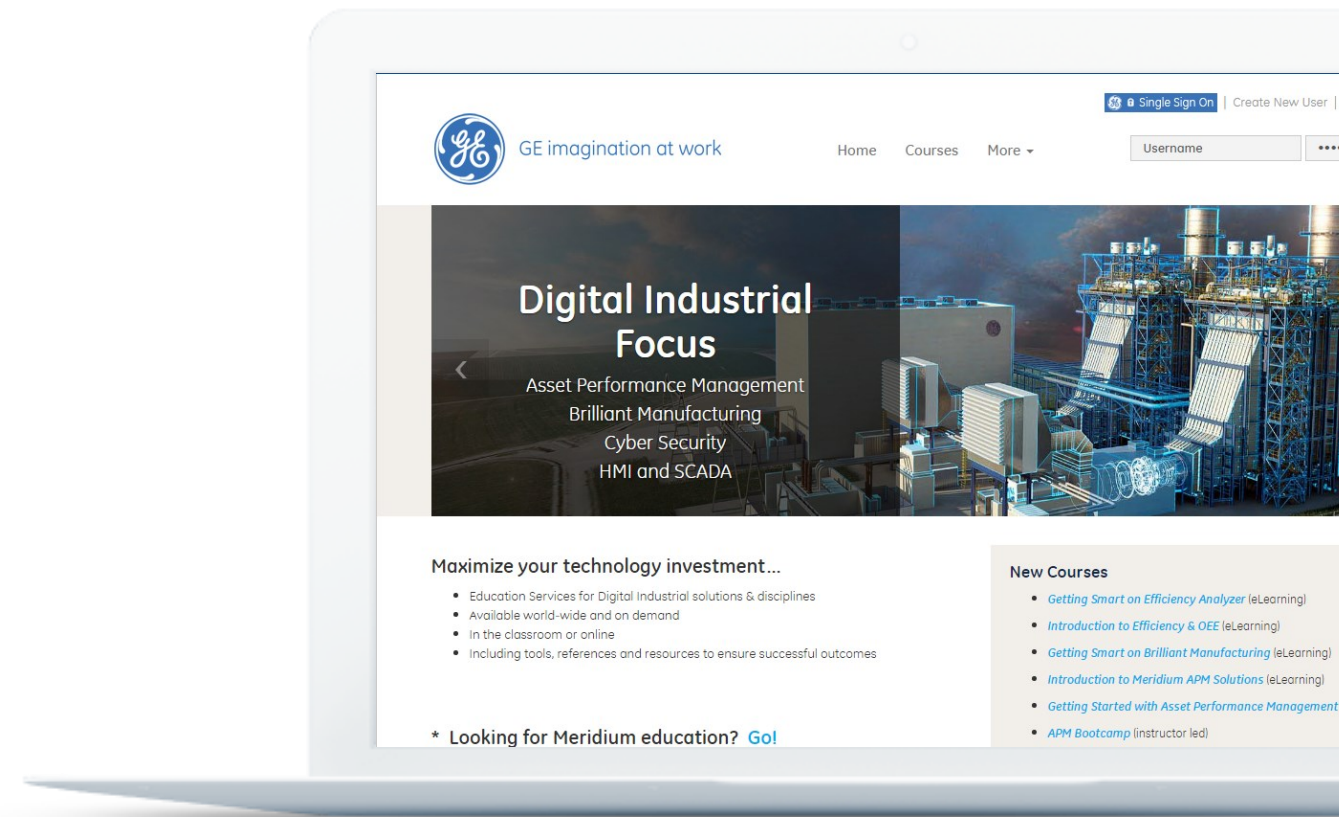 Single Sign On | Create New User |
GE
GE imagination at work
Home
Courses
More
Username
••••
Digital Industrial
Focus
Asset Performance Management
Brilliant Manufacturing
Cyber Security
HMI and SCADA
Maximize your technology investment...
• Education Services for Digital Industrial solutions & disciplines
• Available world-wide and on demand
• In the classroom or online
• Including tools, references and resources to ensure successful outcomes
* Looking for Meridium education? Go!
New Courses
• Getting Smart on Efficiency Analyzer (eLearning)
• Introduction to Efficiency & OEE (eLearning)
• Getting Smart on Brilliant Manufacturing (eLearning)
• Introduction to Meridium APM Solutions (eLearning)
• Getting Started with Asset Performance Management
• APM Bootcamp (instructor led)